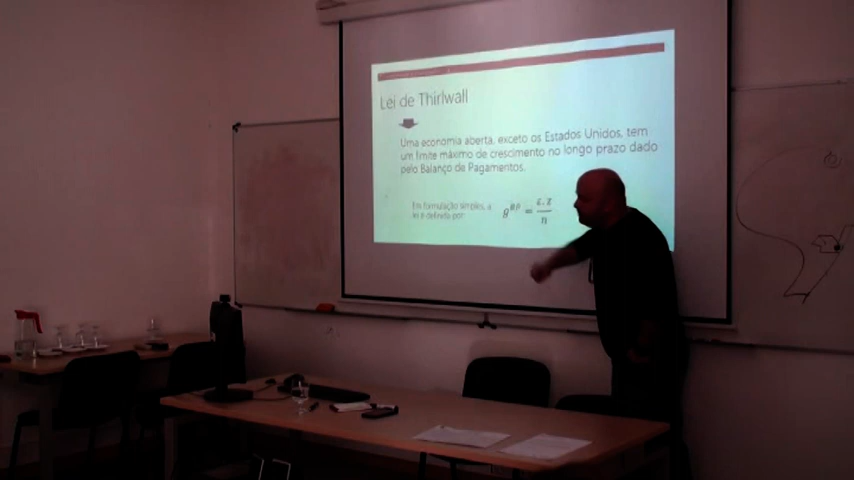 Lei de Thirlwall
Uma economia aberta, exceto os Estados Unidos, tem
um limite máximo de crescimento no longo prazo dado
pelo Balanço de Pagamentos.
Em formulação simples, a
lei é definida por:
g^{BP} = ε.z / η